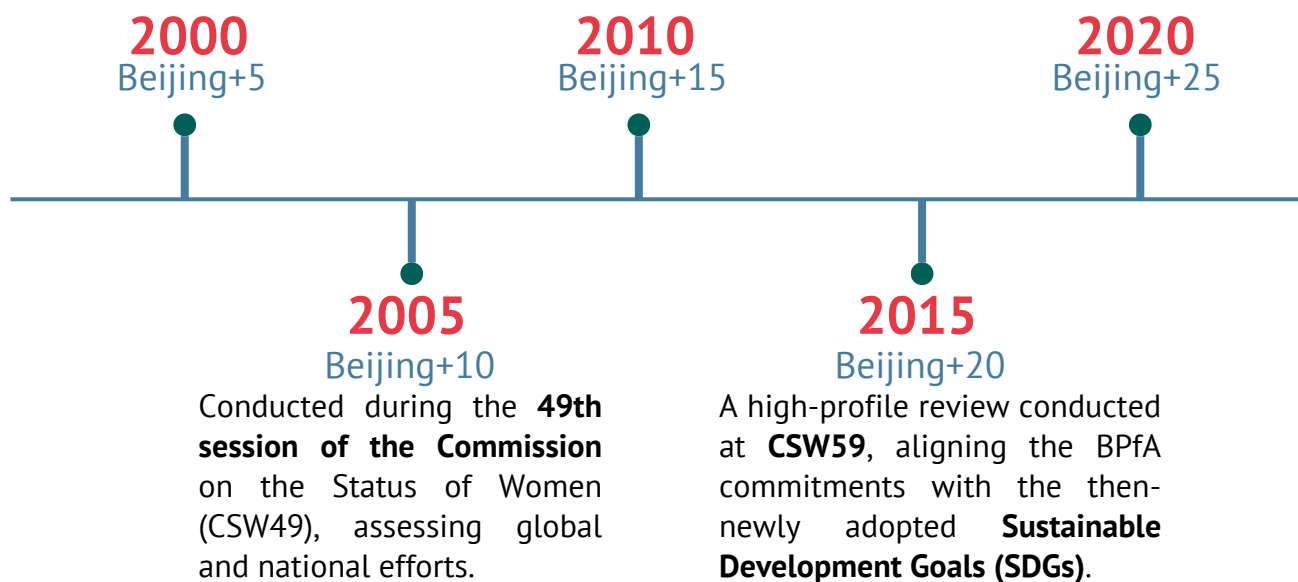 2000
Beijing+5
2010
Beijing+15
2020
Beijing+25
2005
Beijing+10
Conducted during the 49th
session of the Commission
on the Status of Women
(CSW49), assessing global
and national efforts.
2015
Beijing+20
A high-profile review conducted
at CSW59, aligning the BPfA
commitments with the then-
newly adopted Sustainable
Development Goals (SDGs).